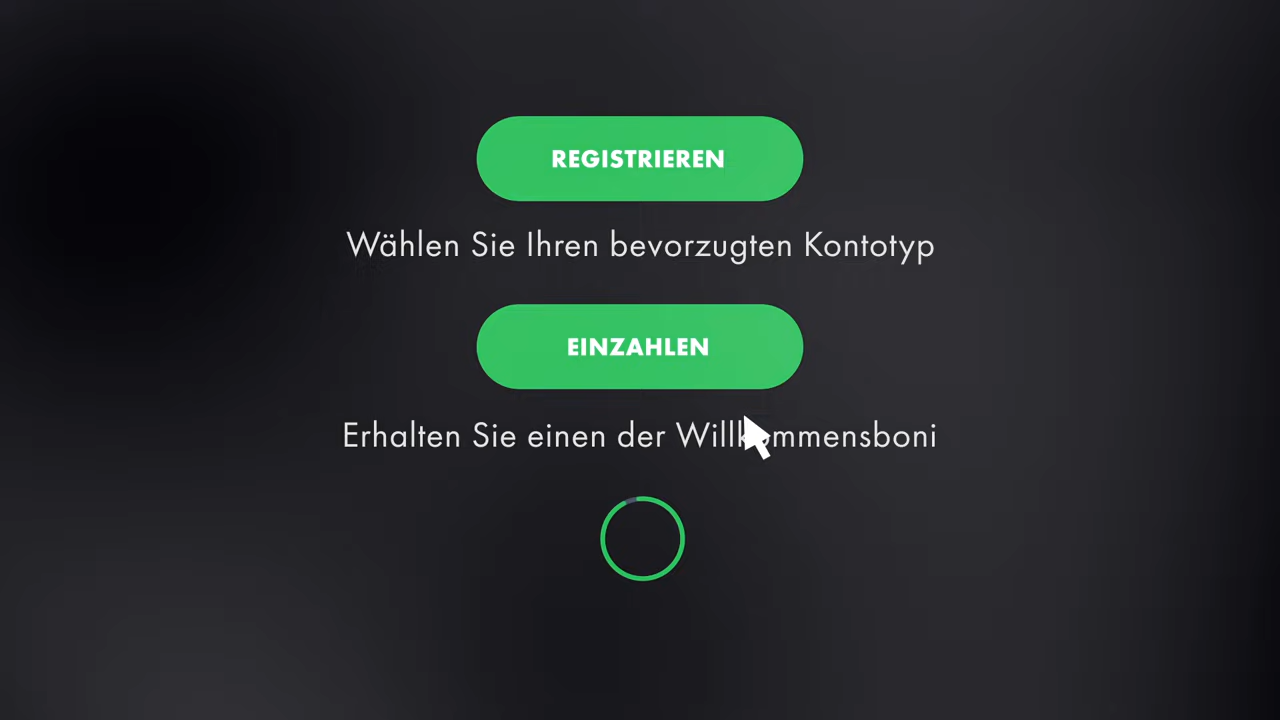 REGISTRIEREN
Wählen Sie Ihren bevorzugten Kontotyp
EINZAHLEN
Erhalten Sie einen der Willkommensboni